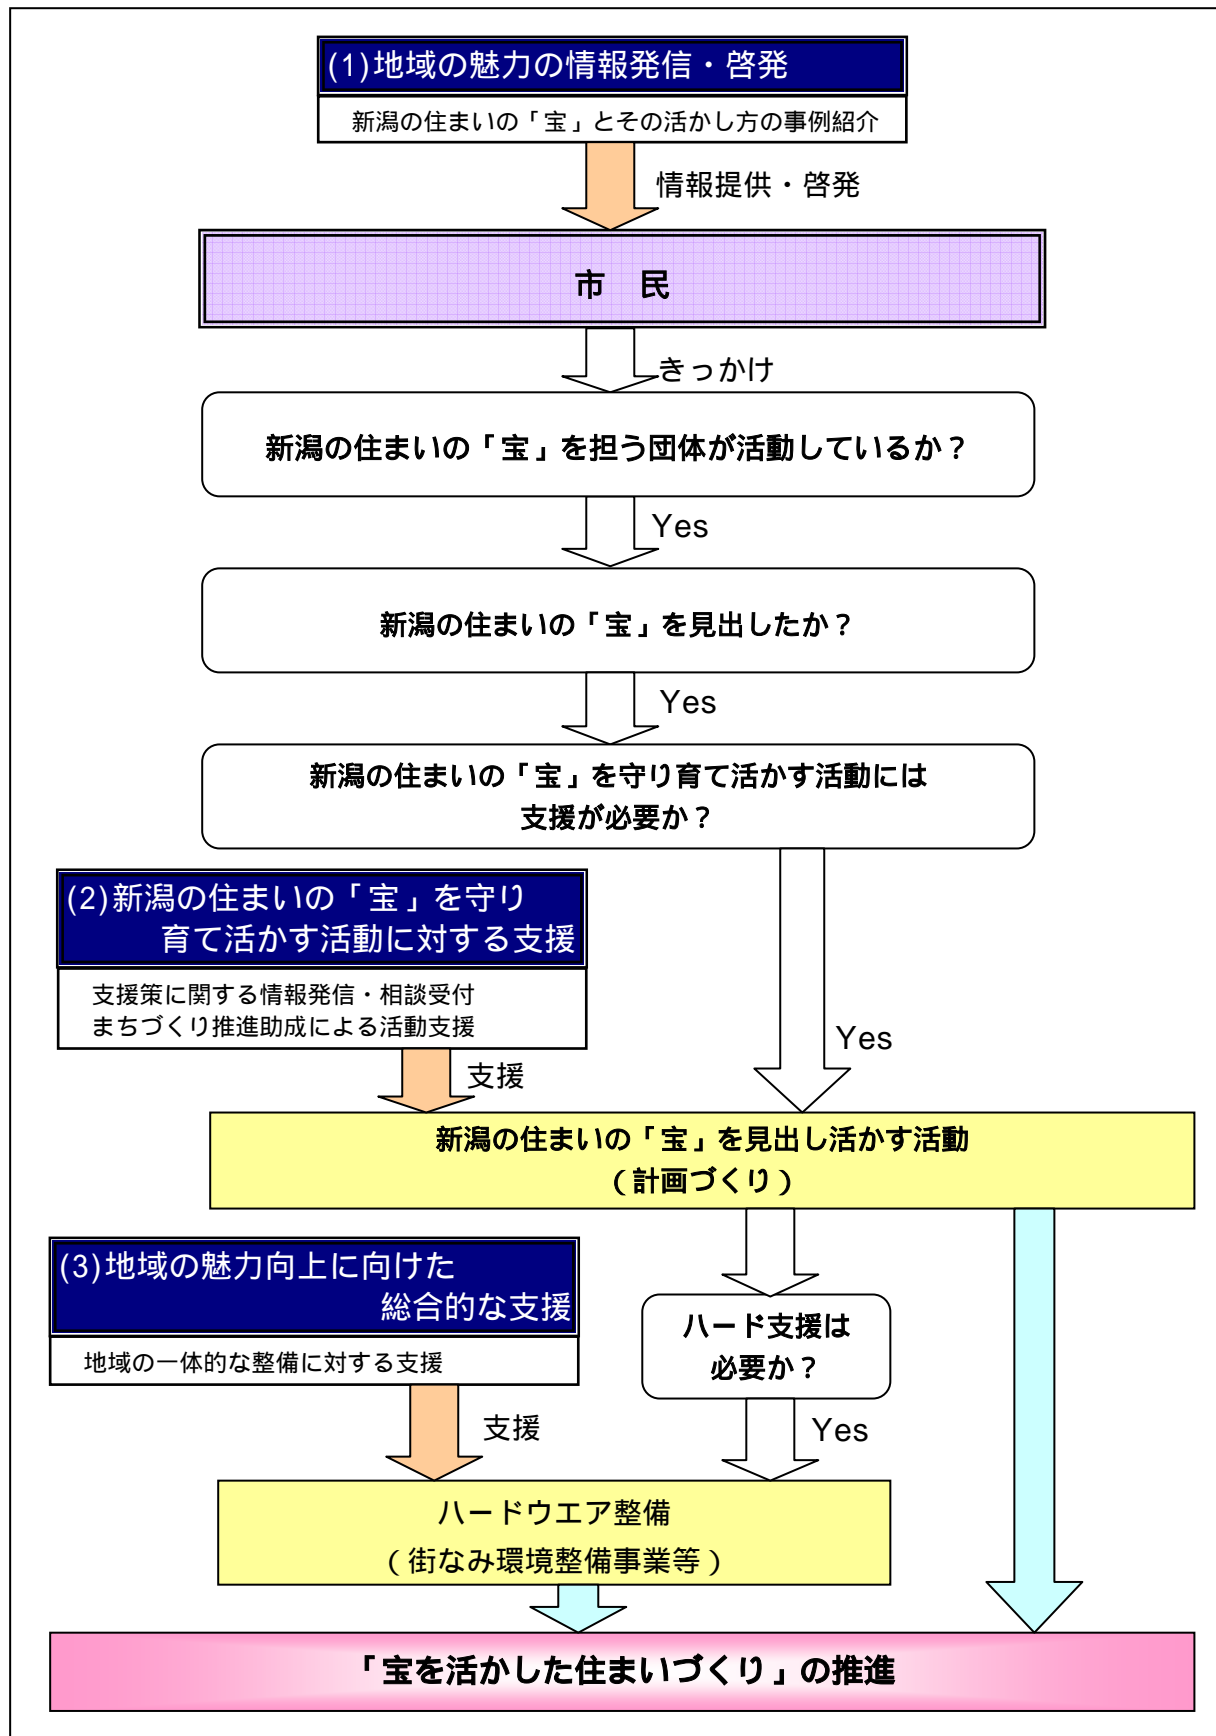 (1)地域の魅力の情報発信・啓発
新潟の住まいの「宝」とその活かし方の事例紹介
情報提供・啓発
市　民
きっかけ
新潟の住まいの「宝」を担う団体が活動しているか？
Yes
新潟の住まいの「宝」を見出したか？
Yes
新潟の住まいの「宝」を守り育て活かす活動には
支援が必要か？
(2)新潟の住まいの「宝」を守り
育て活かす活動に対する支援
支援策に関する情報発信・相談受付
まちづくり推進助成による活動支援
Yes
支援
新潟の住まいの「宝」を見出し活かす活動
（計画づくり）
(3)地域の魅力向上に向けた
総合的な支援
地域の一体的な整備に対する支援
ハード支援は
必要か？
支援
Yes
ハードウエア整備
（街なみ環境整備事業等）
「宝を活かした住まいづくり」の推進